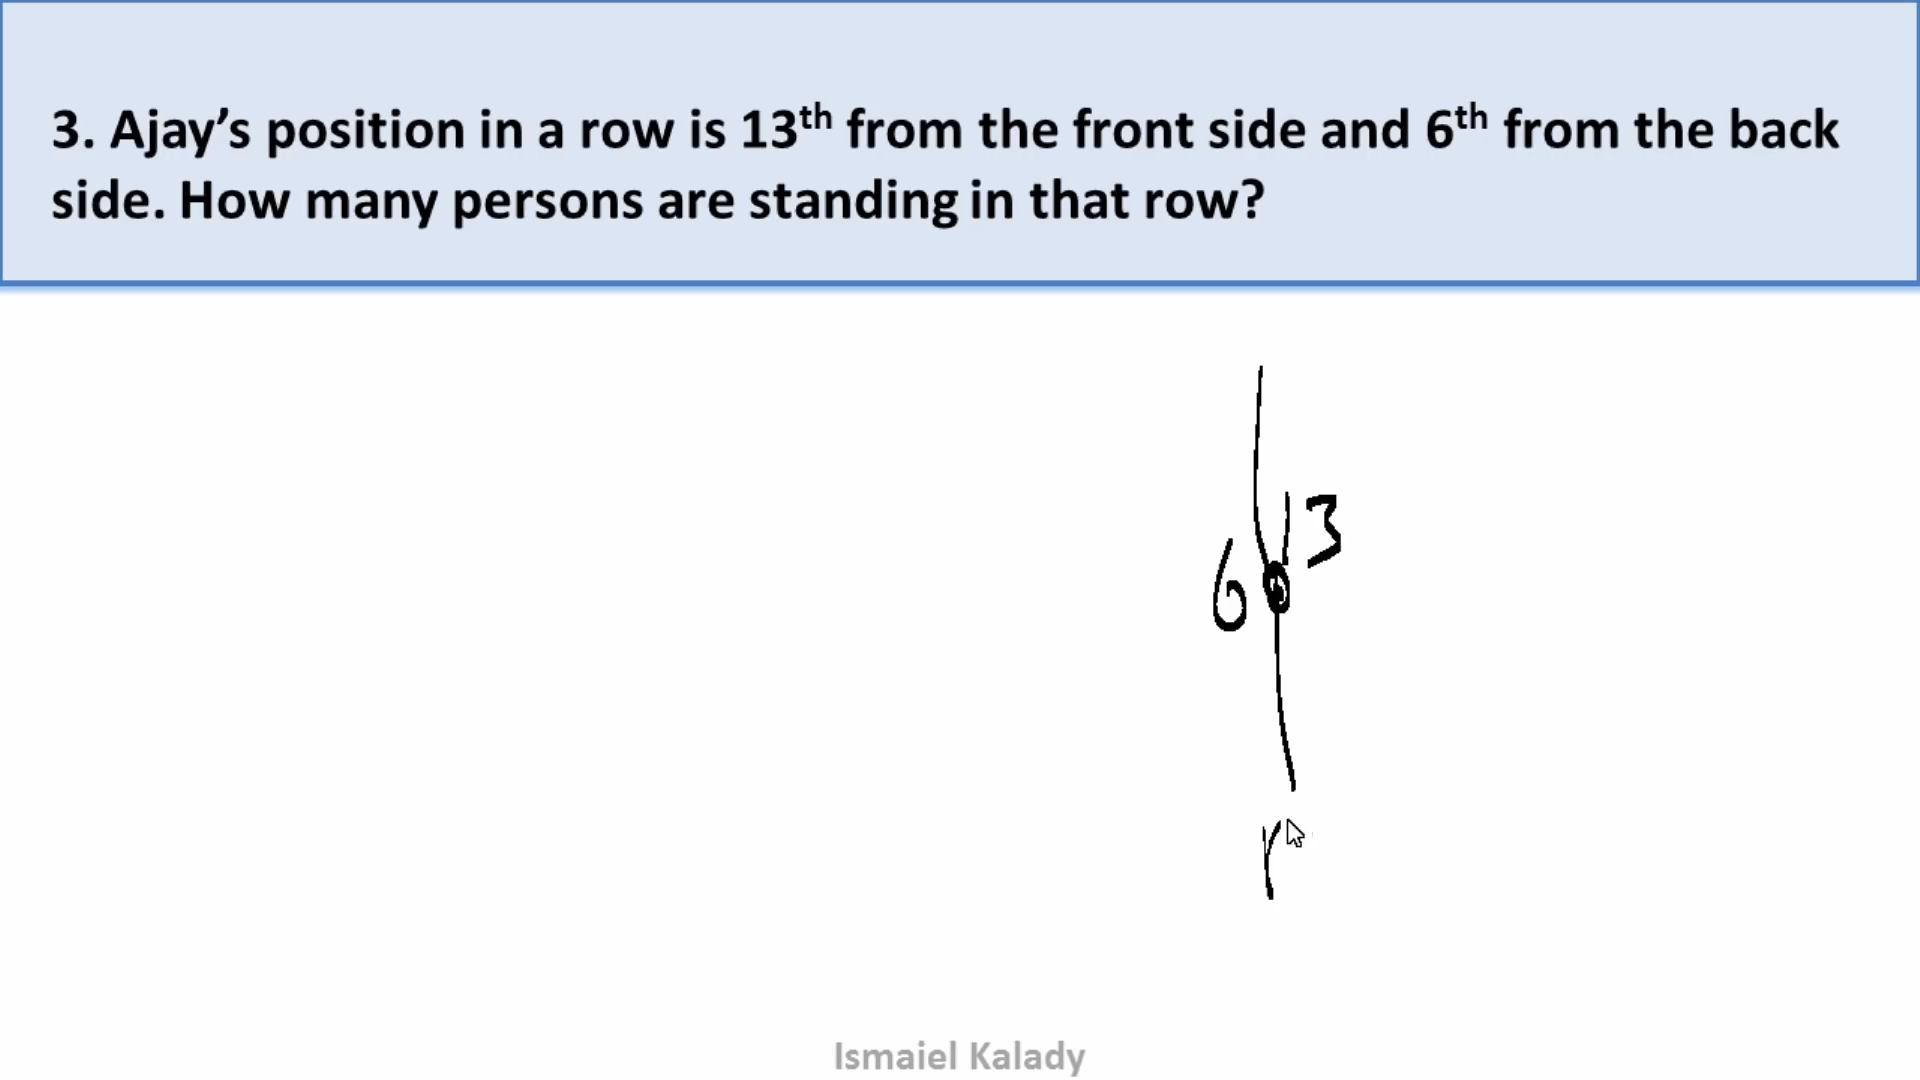 3. Ajay’s position in a row is 13th from the front side and 6th from the back
side. How many persons are standing in that row?
13
6
Ismaiel Kalady